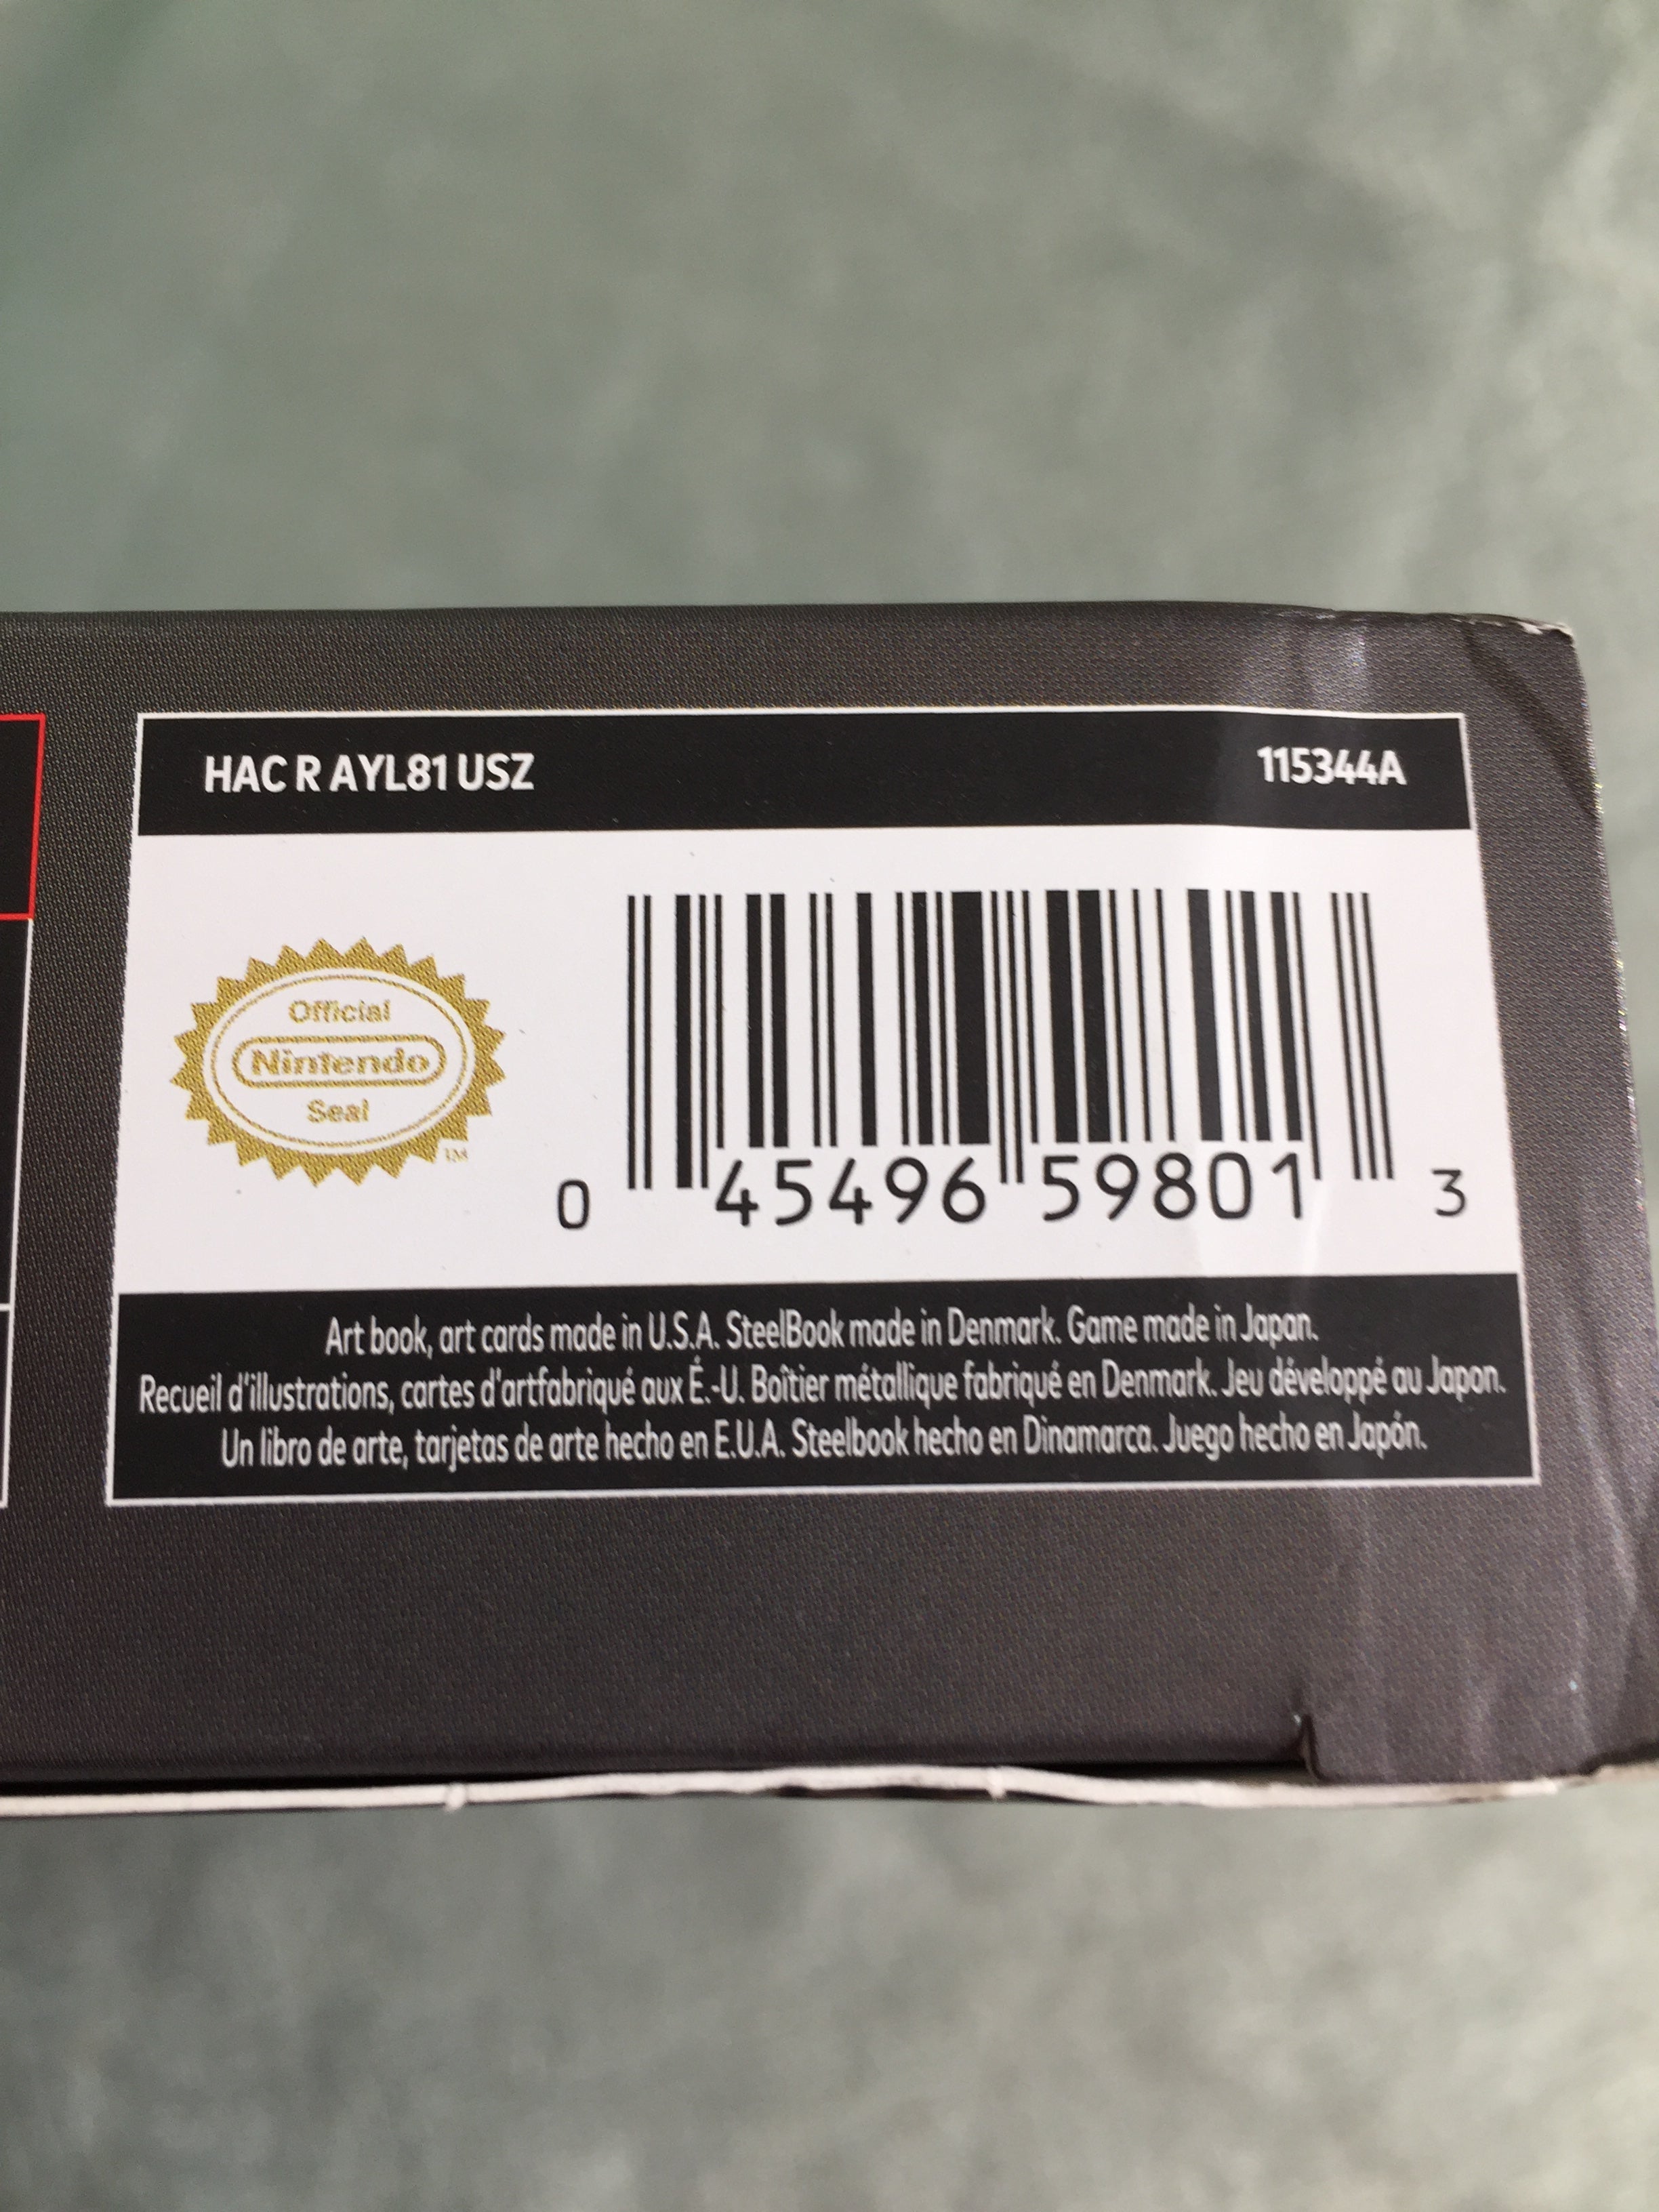 HAC R AYL81 USZ
115344A
Official
Nintendo
Seal
TM
0 45496 59801 3
Art book, art cards made in U.S.A. SteelBook made in Denmark. Game made in Japan.
Recueil d'illustrations, cartes d'artfabriqué aux É.-U. Boîtier métallique fabriqué en Denmark. Jeu développé au Japon.
Un libro de arte, tarjetas de arte hecho en E.U.A. Steelbook hecho en Dinamarca. Juego hecho en Japón.